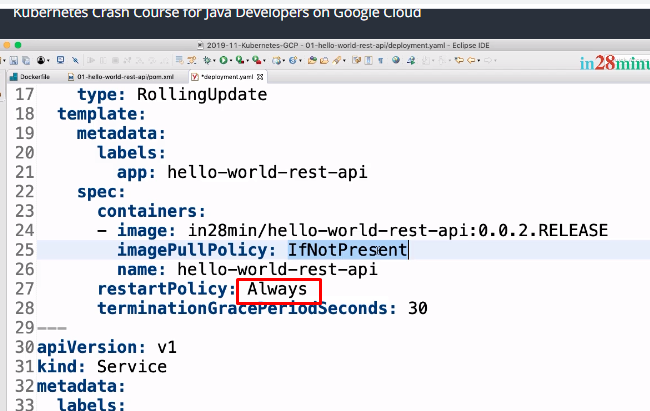 Kubernetes Crash Course for Java Developers on Google Cloud
2019-11-Kubernetes-GCP - 01-hello-world-rest-api/deployment.yaml - Eclipse IDE
in28minu
Dockerfile 01-hello-world-rest-api/pom.xml *deployment.yaml
17 type: RollingUpdate
18 template:
19 metadata:
20 labels:
21 app: hello-world-rest-api
22 spec:
23 containers:
24 - image: in28min/hello-world-rest-api:0.0.2.RELEASE
25 imagePullPolicy: IfNotPresent
26 name: hello-world-rest-api
27 restartPolicy: Always
28 terminationGracePeriodSeconds: 30
29 ---
30 apiVersion: v1
31 kind: Service
32 metadata:
33 labels: